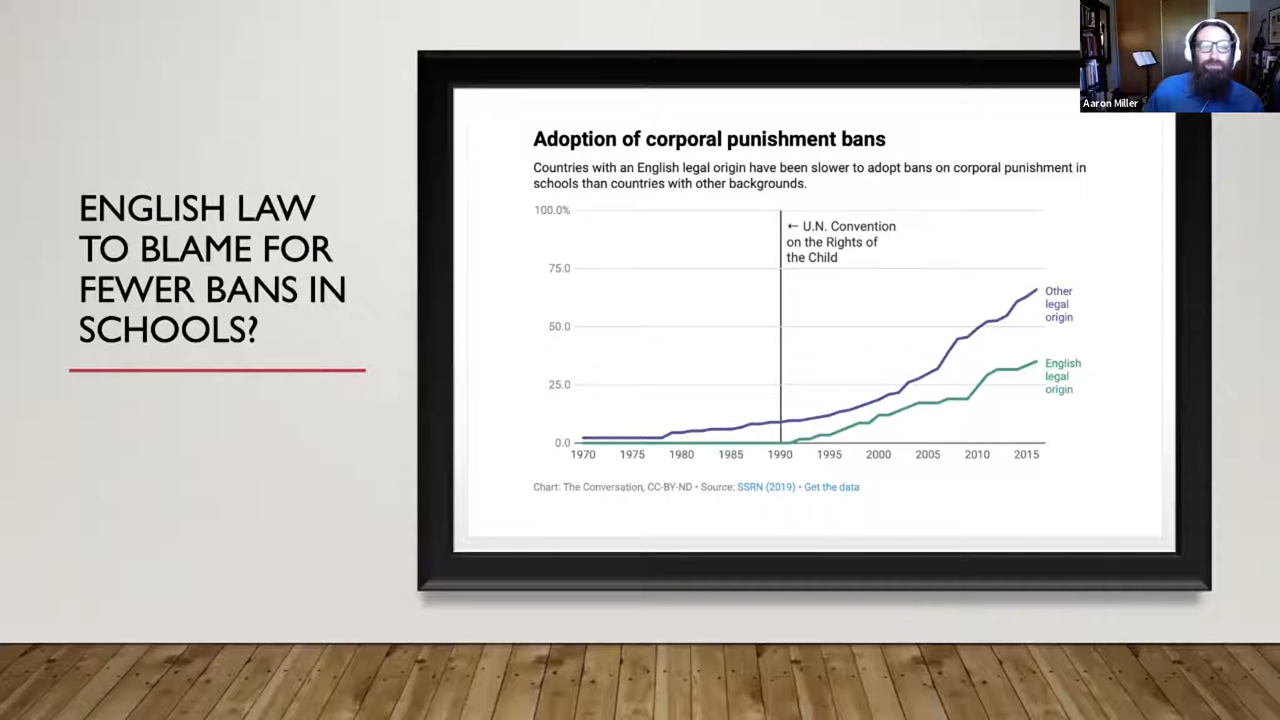 Aaron Miller
ENGLISH LAW
TO BLAME FOR
FEWER BANS IN
SCHOOLS?
Adoption of corporal punishment bans
Countries with an English legal origin have been slower to adopt bans on corporal punishment in
schools than countries with other backgrounds.
100.0%
← U.N. Convention
on the Rights of
the Child
75.0
Other
legal
origin
50.0
English
legal
origin
25.0
0.0
1970 1975 1980 1985 1990 1995 2000 2005 2010 2015
Chart: The Conversation, CC-BY-ND • Source: SSRN (2019) • Get the data